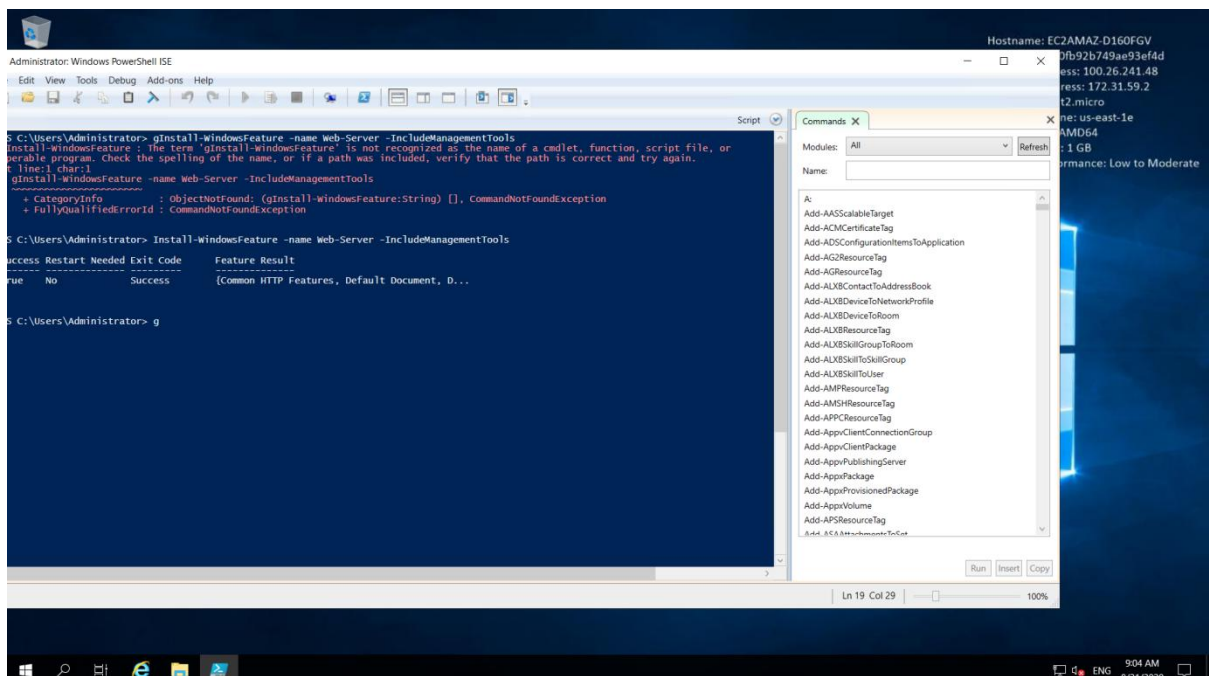 Hostname: EC2AMAZ-D160FGV
0fb92b749ae93ef4d
ess: 100.26.241.48
ress: 172.31.59.2
t2.micro
ne: us-east-1e
AMD64
: 1 GB
ormance: Low to Moderate
Administrator: Windows PowerShell ISE
Edit View Tools Debug Add-ons Help
Script
S C:\Users\Administrator> gInstall-WindowsFeature -name Web-Server -IncludeManagementTools
Install-WindowsFeature : The term 'gInstall-WindowsFeature' is not recognized as the name of a cmdlet, function, script file, or
perable program. Check the spelling of the name, or if a path was included, verify that the path is correct and try again.
t line:1 char:1
gInstall-WindowsFeature -name Web-Server -IncludeManagementTools
~~~~~~~~~~~~~~~~~~~~~~~
+ CategoryInfo : ObjectNotFound: (gInstall-WindowsFeature:String) [], CommandNotFoundException
+ FullyQualifiedErrorId : CommandNotFoundException
S C:\Users\Administrator> Install-WindowsFeature -name Web-Server -IncludeManagementTools
uccess Restart Needed Exit Code Feature Result
------- -------------- --------- --------------
rue No Success {Common HTTP Features, Default Document, D...
S C:\Users\Administrator> g
Commands X
Modules: All Refresh
Name:
A:
Add-AASScalableTarget
Add-ACMCertificateTag
Add-ADSConfigurationItemsToApplication
Add-AG2ResourceTag
Add-AGResourceTag
Add-ALXBContactToAddressBook
Add-ALXBDeviceToNetworkProfile
Add-ALXBDeviceToRoom
Add-ALXBResourceTag
Add-ALXBSkillGroupToRoom
Add-ALXBSkillToSkillGroup
Add-ALXBSkillToUser
Add-AMPResourceTag
Add-AMSHResourceTag
Add-APPCResourceTag
Add-AppvClientConnectionGroup
Add-AppvClientPackage
Add-AppvPublishingServer
Add-AppxPackage
Add-AppxProvisionedPackage
Add-AppxVolume
Add-APSResourceTag
Add-ASAAttachmentsToSet
Run Insert Copy
Ln 19 Col 29 100%
ENG 9:04 AM